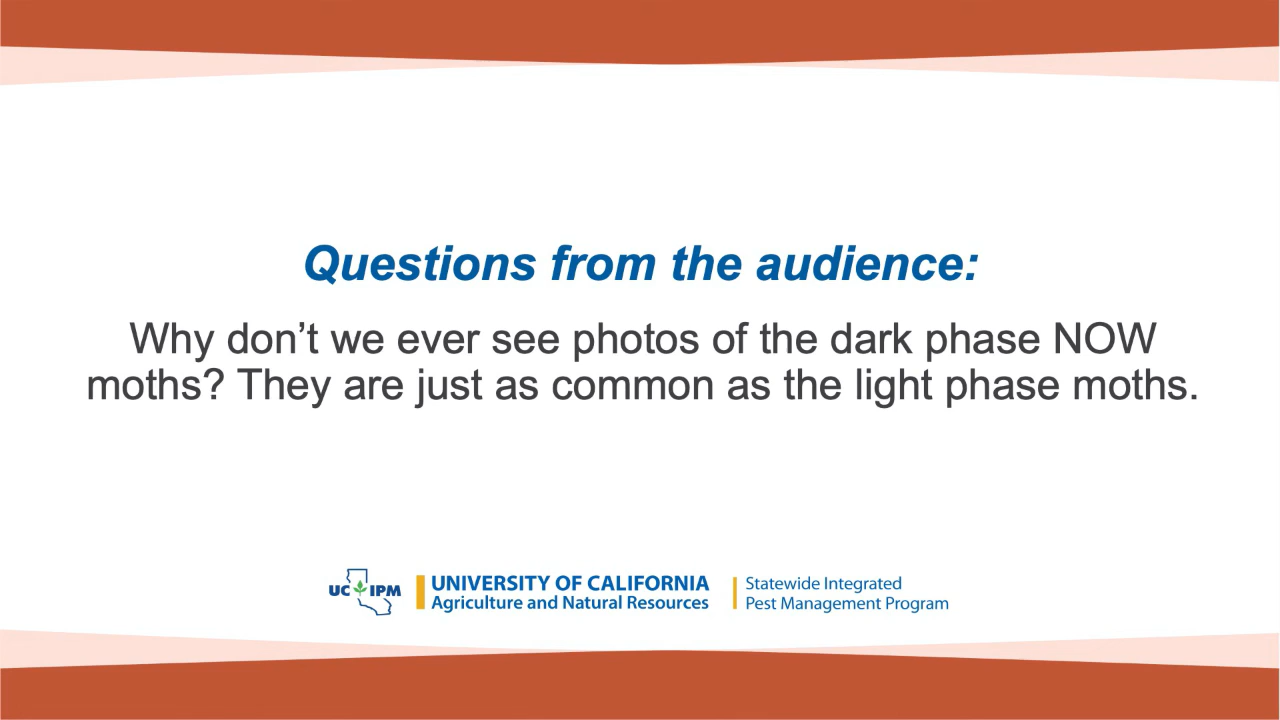 Questions from the audience:
Why don’t we ever see photos of the dark phase NOW
moths? They are just as common as the light phase moths.
UC IPM
UNIVERSITY OF CALIFORNIA
Agriculture and Natural Resources
Statewide Integrated
Pest Management Program